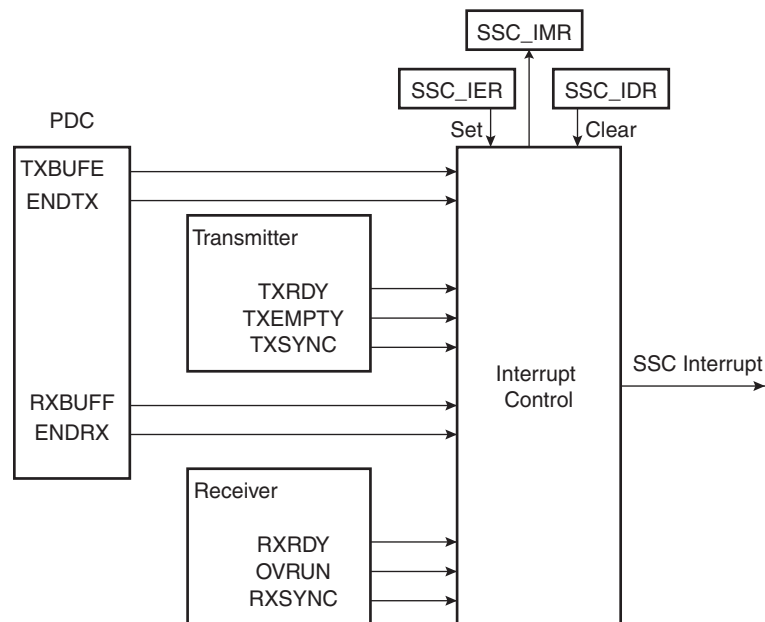 SSC_IMR
SSC_IER
SSC_IDR
PDC
Set
Clear
TXBUFE
ENDTX
Transmitter
TXRDY
TXEMPTY
TXSYNC
SSC Interrupt
Interrupt
Control
RXBUFF
ENDRX
Receiver
RXRDY
OVRUN
RXSYNC